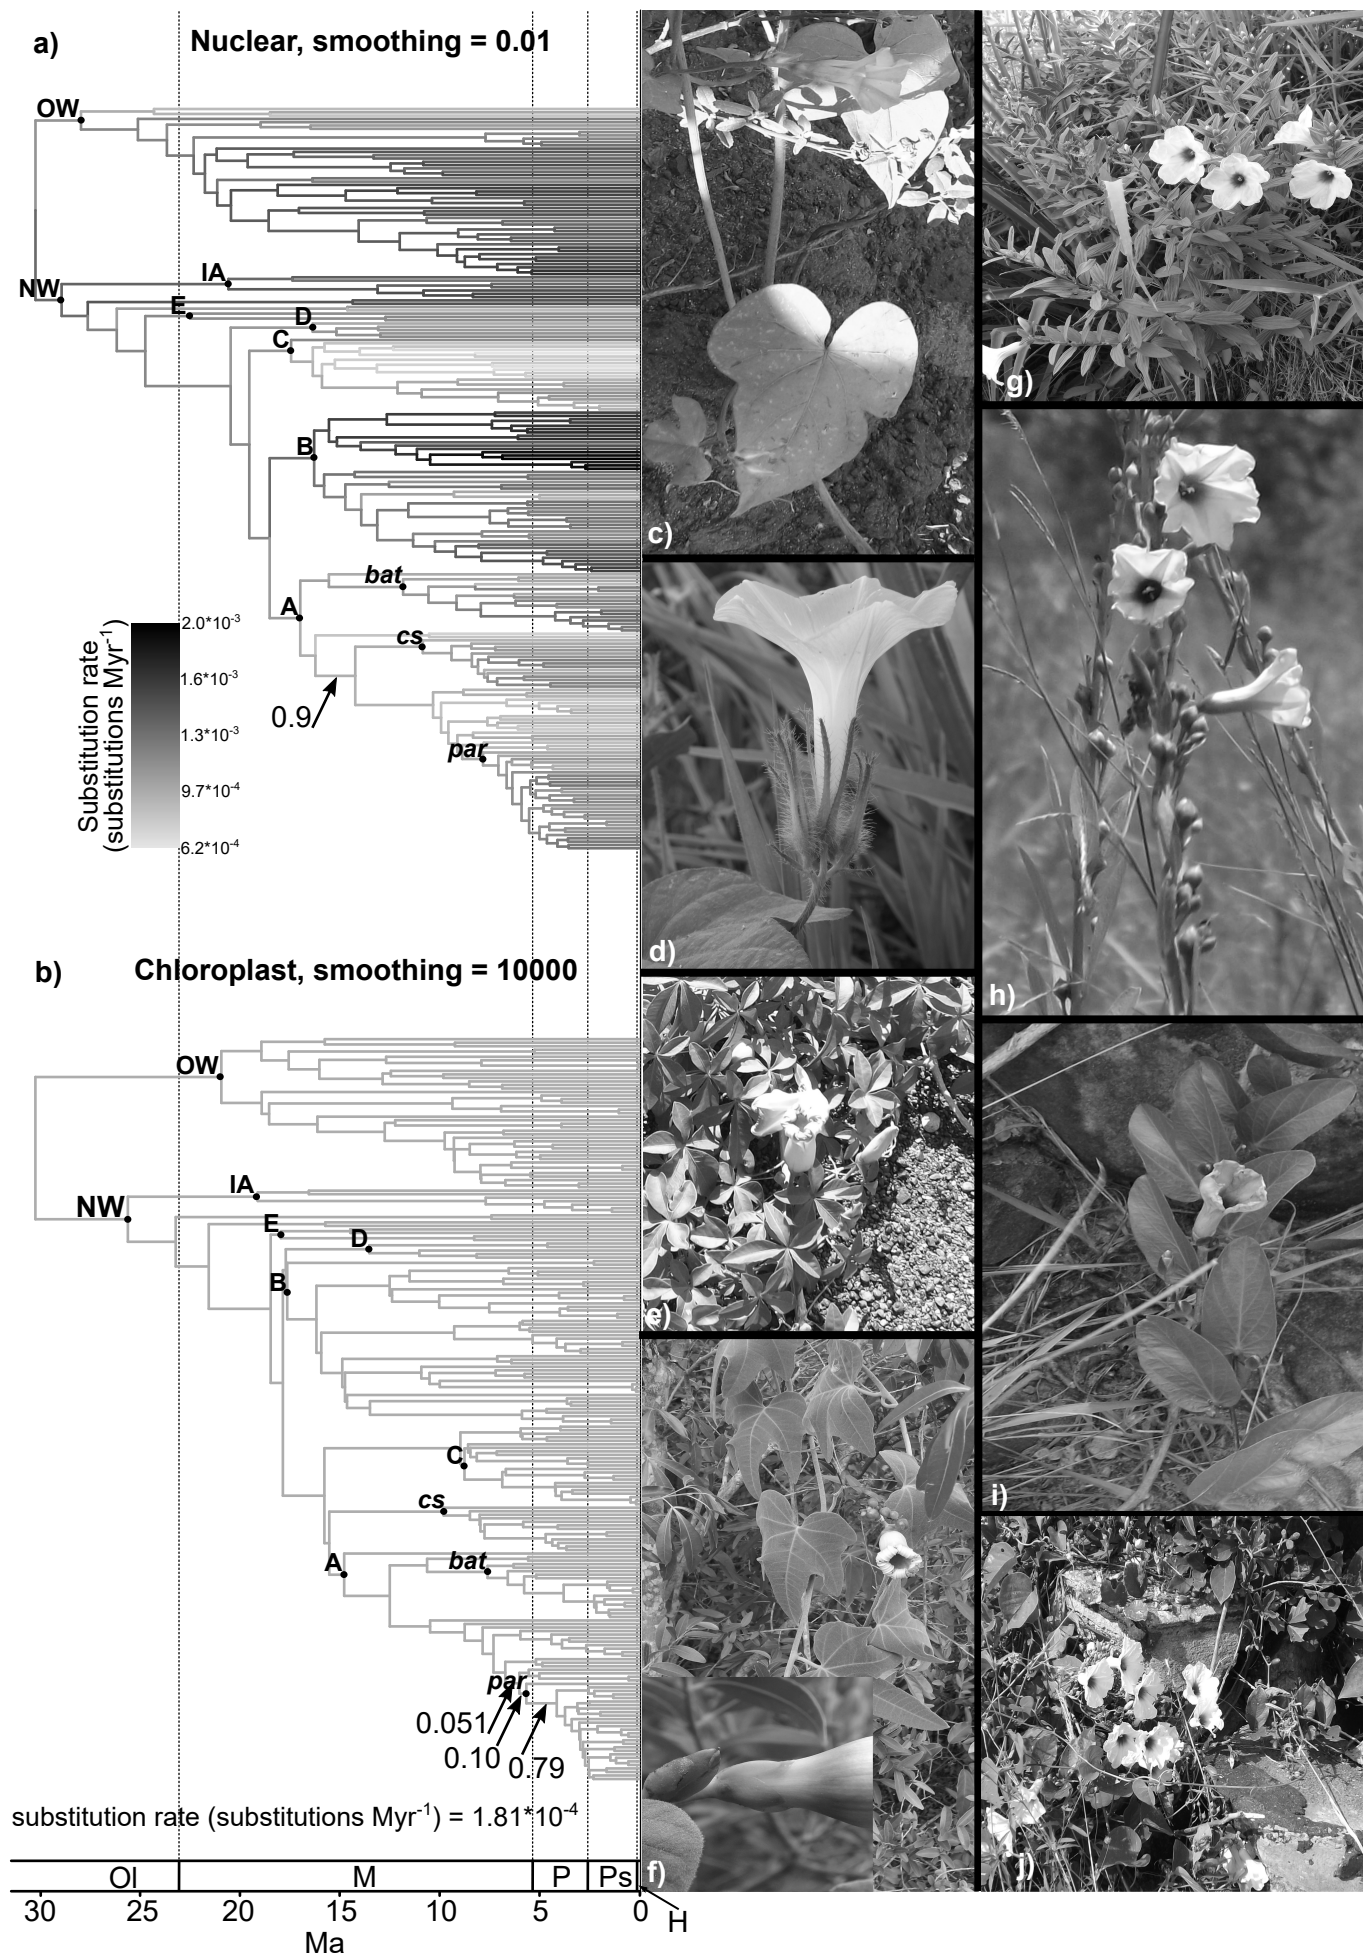 a)
Nuclear, smoothing = 0.01
OW
IA
NW
E
D
C
B
bat
A
cs
0.9
par
Substitution rate
(substitutions Myr-1)
2.0*10-3
1.6*10-3
1.3*10-3
9.7*10-4
6.2*10-4
b)
Chloroplast, smoothing = 10000
OW
IA
NW
E
D
B
C
cs
A
bat
par
0.051
0.10
0.79
substitution rate (substitutions Myr-1) = 1.81*10-4
Ol M P Ps
H
30 25 20 15 10 5 0
Ma
c)
d)
e)
f)
g)
h)
i)
j)